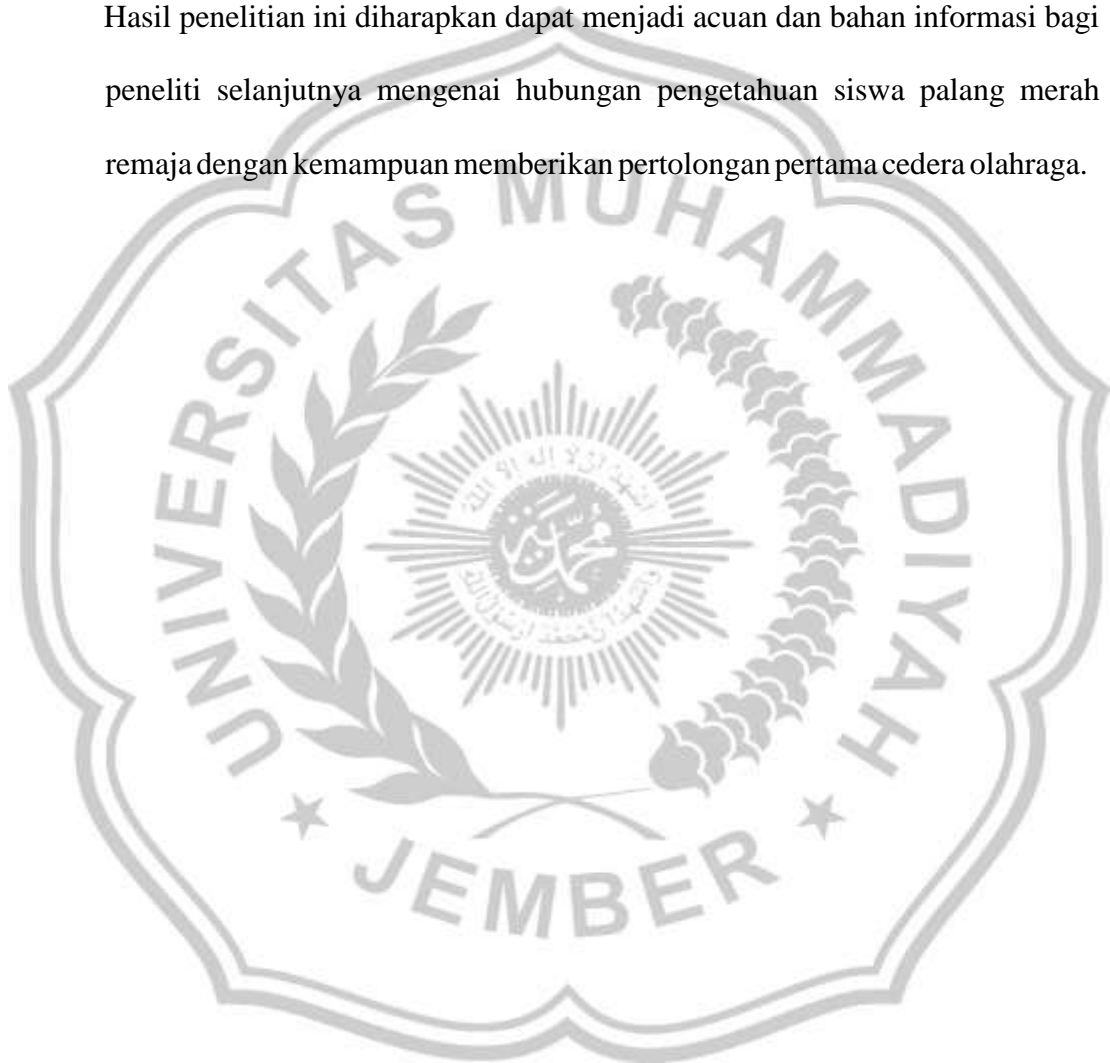 Hasil penelitian ini diharapkan dapat menjadi acuan dan bahan informasi bagi
peneliti selanjutnya mengenai hubungan pengetahuan siswa palang merah
remaja dengan kemampuan memberikan pertolongan pertama cedera olahraga.
UNIVERSITAS MUHAMMADIYAH
JEMBER